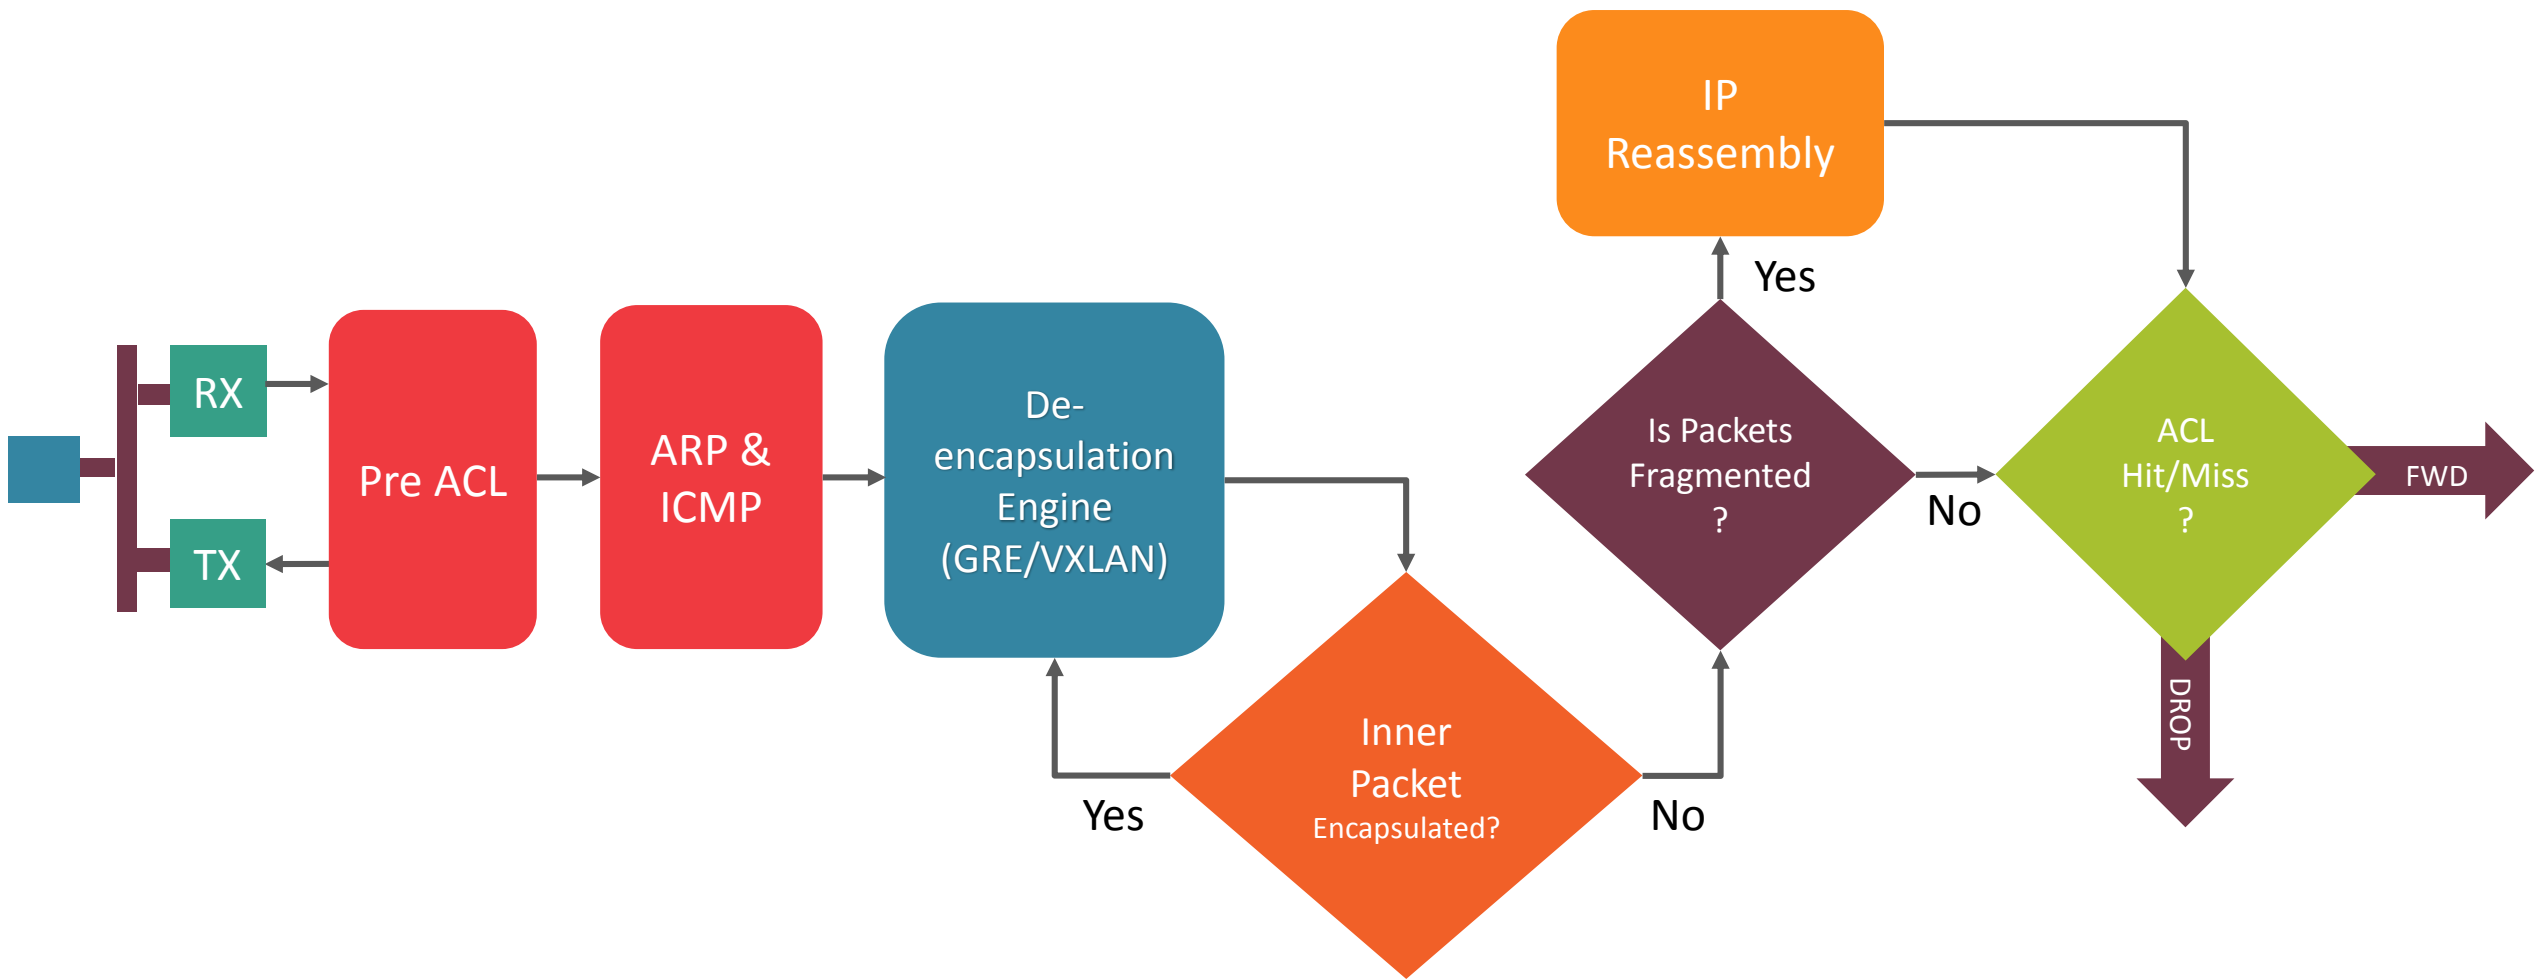 RX
TX
Pre ACL
ARP &
ICMP
De-
encapsulation
Engine
(GRE/VXLAN)
Inner
Packet
Encapsulated?
Yes
No
Is Packets
Fragmented
?
Yes
No
IP
Reassembly
ACL
Hit/Miss
?
FWD
DROP